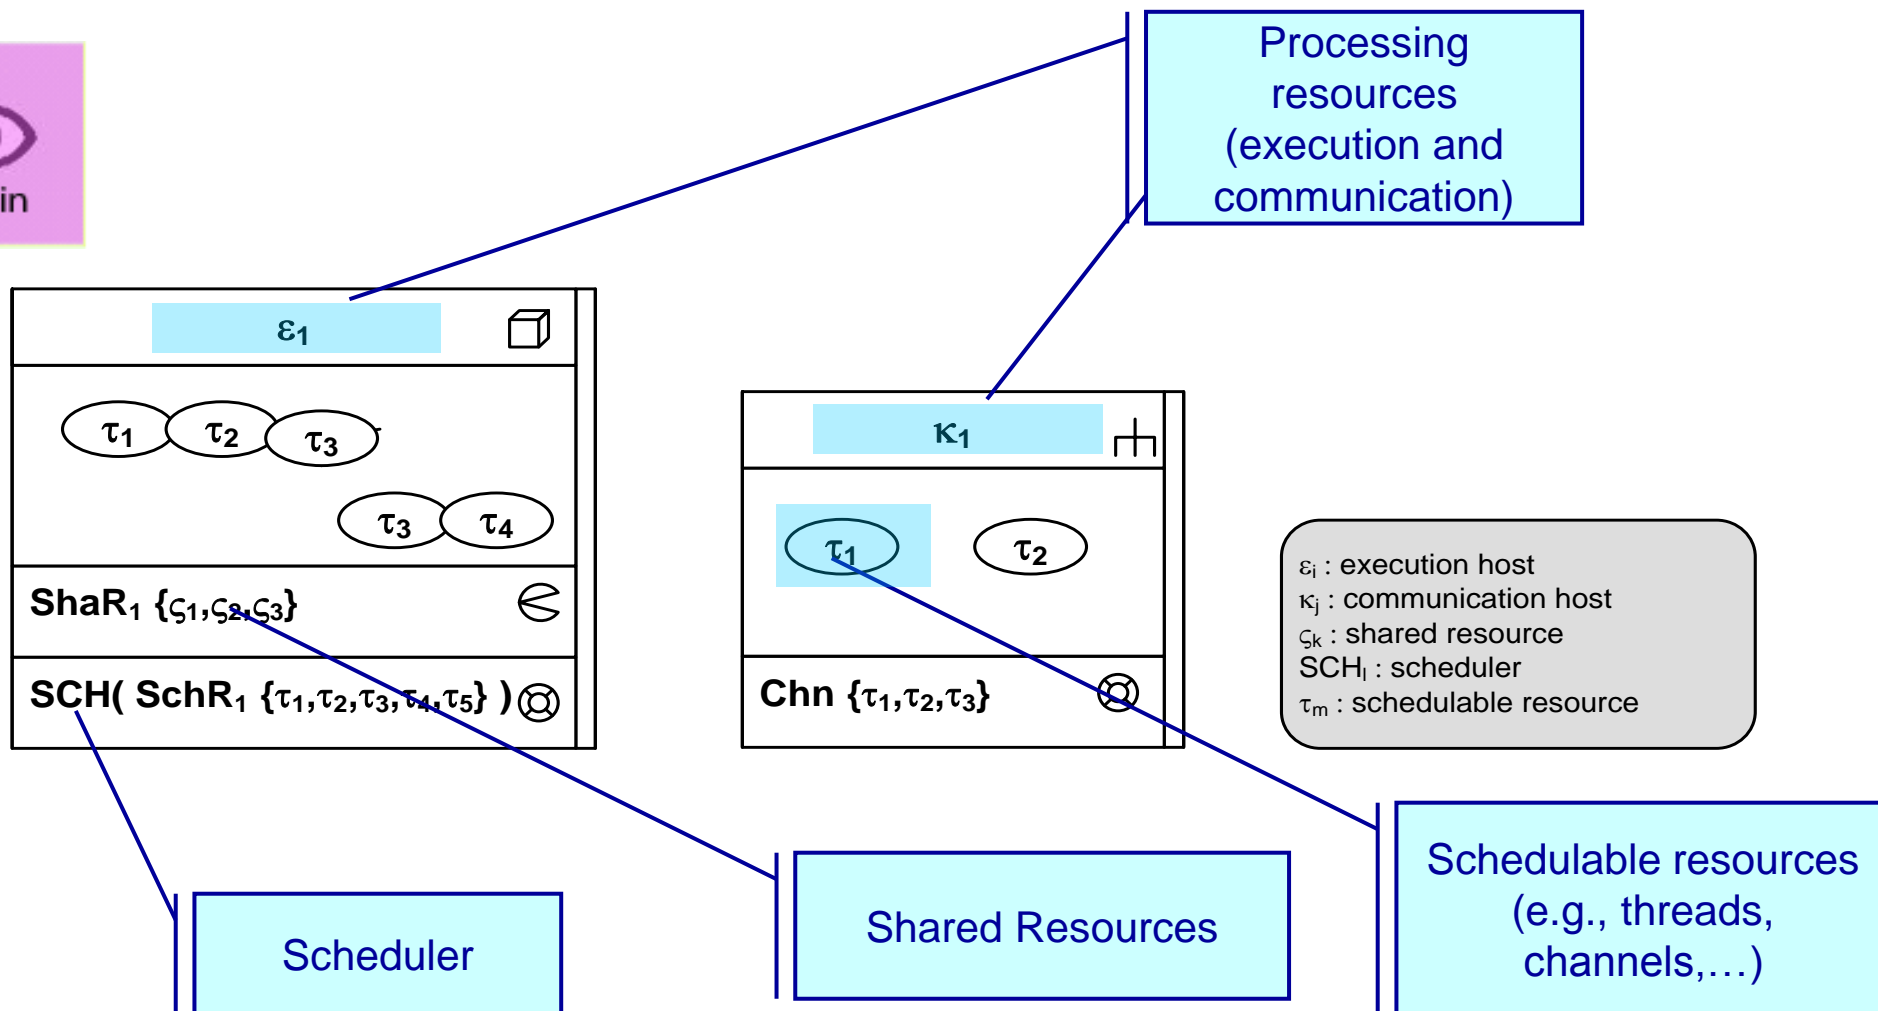 Processing
resources
(execution and
communication)
in
ε₁
τ₁ τ₂ τ₃
τ₃ τ₄
ShaR₁ {ς₁,ς₂,ς₃}
SCH( SchR₁ {τ₁,τ₂,τ₃,τ₄,τ₅} )
κ₁
τ₁ τ₂
Chn {τ₁,τ₂,τ₃}
εᵢ : execution host
κⱼ : communication host
ςₖ : shared resource
SCHₗ : scheduler
τₘ : schedulable resource
Scheduler
Shared Resources
Schedulable resources
(e.g., threads,
channels,…)